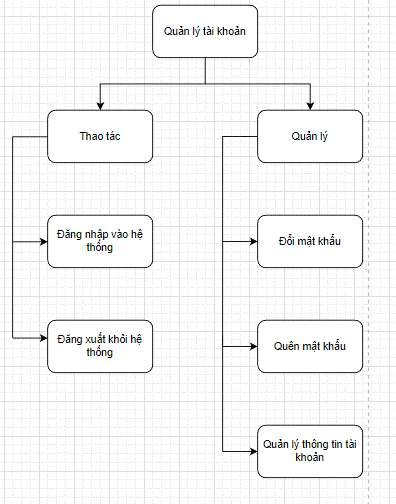 Quản lý tài khoản
Thao tác
Quản lý
Đăng nhập vào hệ
thống
Đổi mật khẩu
Đăng xuất khỏi hệ
thống
Quên mật khẩu
Quản lý thông tin tài
khoản